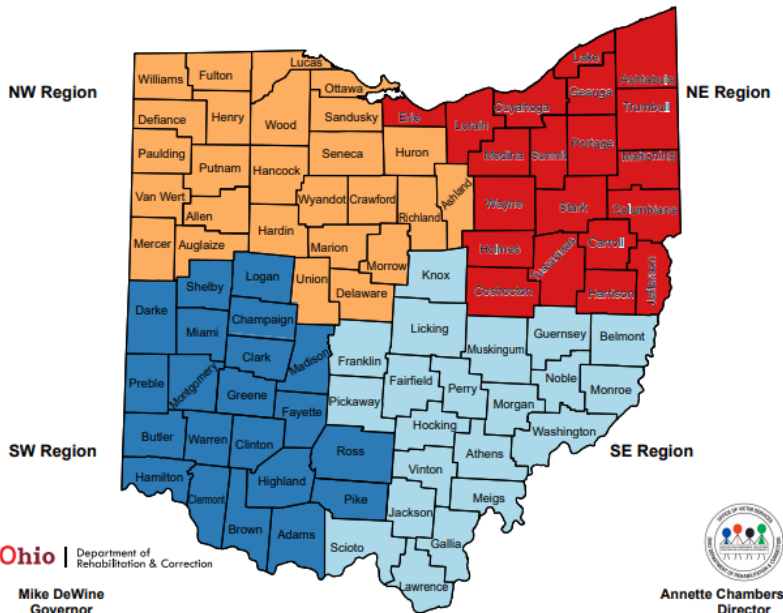 Lake
Lucas
Williams
Fulton
Ashtabula
Ottawa
Geauga
NW Region
NE Region
Cuyahoga
Trumbull
Defiance
Henry
Wood
Sandusky
Erie
Lorain
Portage
Paulding
Seneca
Huron
Medina
Summit
Mahoning
Putnam
Hancock
Van Wert
Wyandot
Crawford
Ashland
Wayne
Stark
Columbiana
Allen
Richland
Mercer
Auglaize
Hardin
Marion
Holmes
Tuscarawas
Carroll
Morrow
Knox
Jefferson
Logan
Union
Shelby
Delaware
Coshocton
Harrison
Darke
Champaign
Licking
Guernsey
Belmont
Miami
Muskingum
Clark
Madison
Franklin
Preble
Montgomery
Greene
Fairfield
Perry
Noble
Monroe
Pickaway
Morgan
Fayette
Hocking
Washington
Butler
Warren
Clinton
SW Region
Ross
Athens
SE Region
Vinton
Hamilton
Highland
Clermont
Pike
Meigs
Jackson
Brown
Adams
Scioto
Gallia
Lawrence
Ohio
Department of
Rehabilitation & Correction
Mike DeWine
Governor
OFFICE OF VICTIM SERVICES
Annette Chambers
Director